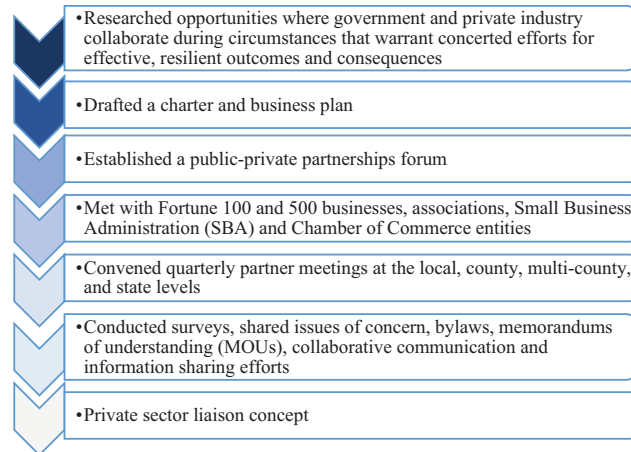 •Researched opportunities where government and private industry
collaborate during circumstances that warrant concerted efforts for
effective, resilient outcomes and consequences
•Drafted a charter and business plan
•Established a public-private partnerships forum
•Met with Fortune 100 and 500 businesses, associations, Small Business
Administration (SBA) and Chamber of Commerce entities
•Convened quarterly partner meetings at the local, county, multi-county,
and state levels
•Conducted surveys, shared issues of concern, bylaws, memorandums
of understanding (MOUs), collaborative communication and
information sharing efforts
•Private sector liaison concept